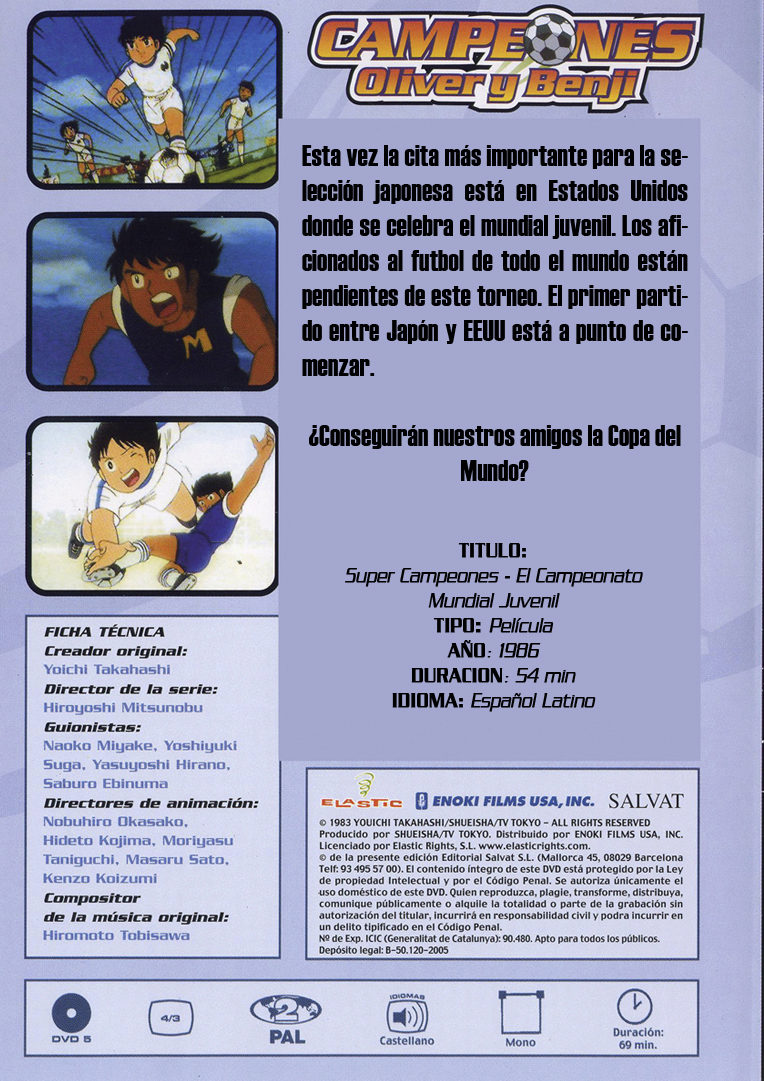 CAMPEONES
Oliver y Benji
Esta vez la cita más importante para la se-
lección japonesa está en Estados Unidos
donde se celebra el mundial juvenil. Los afi-
cionados al futbol de todo el mundo están
pendientes de este torneo. El primer parti-
do entre Japón y EEUU está a punto de co-
menzar.
¿Conseguirán nuestros amigos la Copa del
Mundo?
TITULO:
Super Campeones - El Campeonato
Mundial Juvenil
TIPO: Película
AÑO: 1986
DURACION: 54 min
IDIOMA: Español Latino
M
FICHA TÉCNICA
Creador original:
Yoichi Takahashi
Director de la serie:
Hiroyoshi Mitsunobu
Guionistas:
Naoko Miyake, Yoshiyuki
Suga, Yasuyoshi Hirano,
Saburo Ebinuma
Directores de animación:
Nobuhiro Okasako,
Hideto Kojima, Moriyasu
Taniguchi, Masaru Sato,
Kenzo Koizumi
Compositor
de la música original:
Hiromoto Tobisawa
ELASTIC ENOKI FILMS USA, INC. SALVAT
© 1983 YOUICHI TAKAHASHI/SHUEISHA/TV TOKYO – ALL RIGHTS RESERVED
Producido por SHUEISHA/TV TOKYO. Distribuido por ENOKI FILMS USA, INC.
Licenciado por Elastic Rights, S.L. www.elasticrights.com.
© de la presente edición Editorial Salvat S.L. (Mallorca 45, 08029 Barcelona
Telf: 93 495 57 00). El contenido íntegro de este DVD está protegido por la Ley
de propiedad Intelectual y por el Código Penal. Se autoriza únicamente el
uso doméstico de este DVD. Quien reproduzca, plagie, transforme, distribuya,
comunique públicamente o alquile la totalidad o parte de la grabación sin
autorización del titular, incurrirá en responsabilidad civil y podra incurrir en
un delito tipificado en el Código Penal.
Nº de Exp. ICIC (Generalitat de Catalunya): 90.480. Apto para todos los públicos.
Depósito legal: B-50.120-2005
DVD 5
4/3
2
PAL
IDIOMAS
Castellano
Mono
Duración:
69 min.